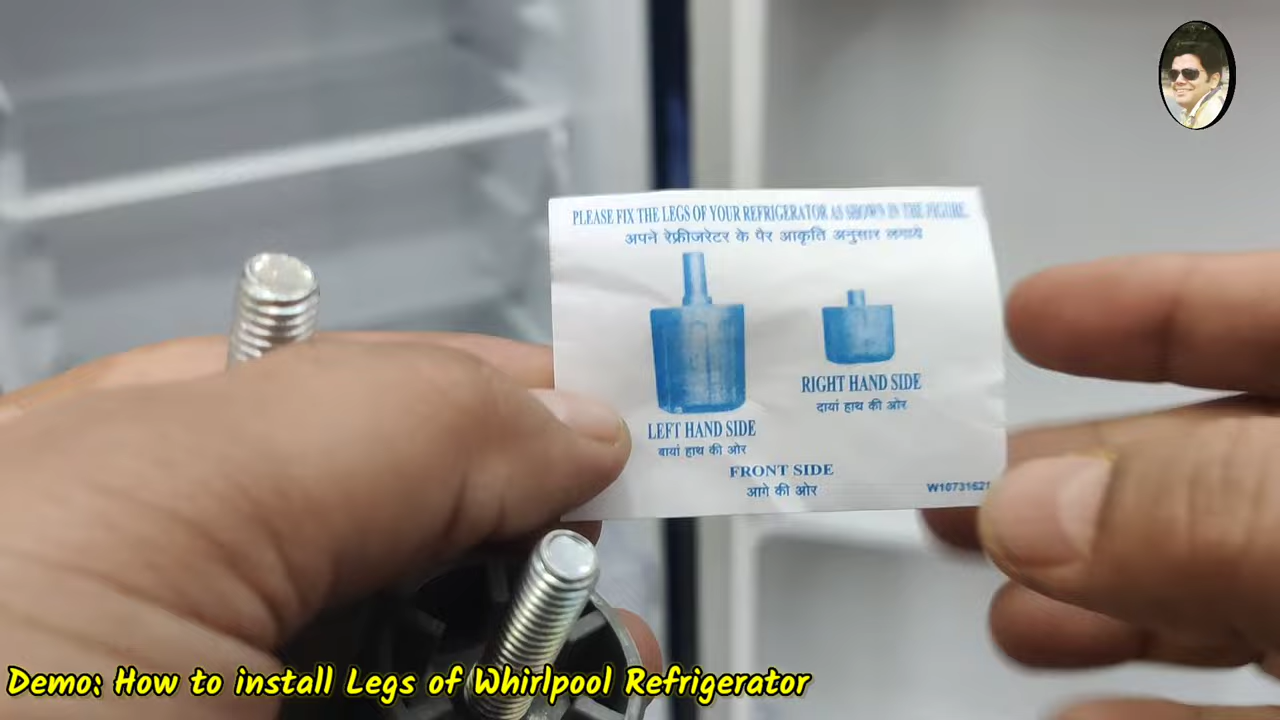 PLEASE FIX THE LEGS OF YOUR REFRIGERATOR AS SHOWN IN THE FIGURE.
अपने रेफ्रीजरेटर के पैर आकृति अनुसार लगायें
RIGHT HAND SIDE
दायां हाथ की ओर
LEFT HAND SIDE
बायां हाथ की ओर
FRONT SIDE
आगे की ओर
Demo: How to install Legs of Whirlpool Refrigerator